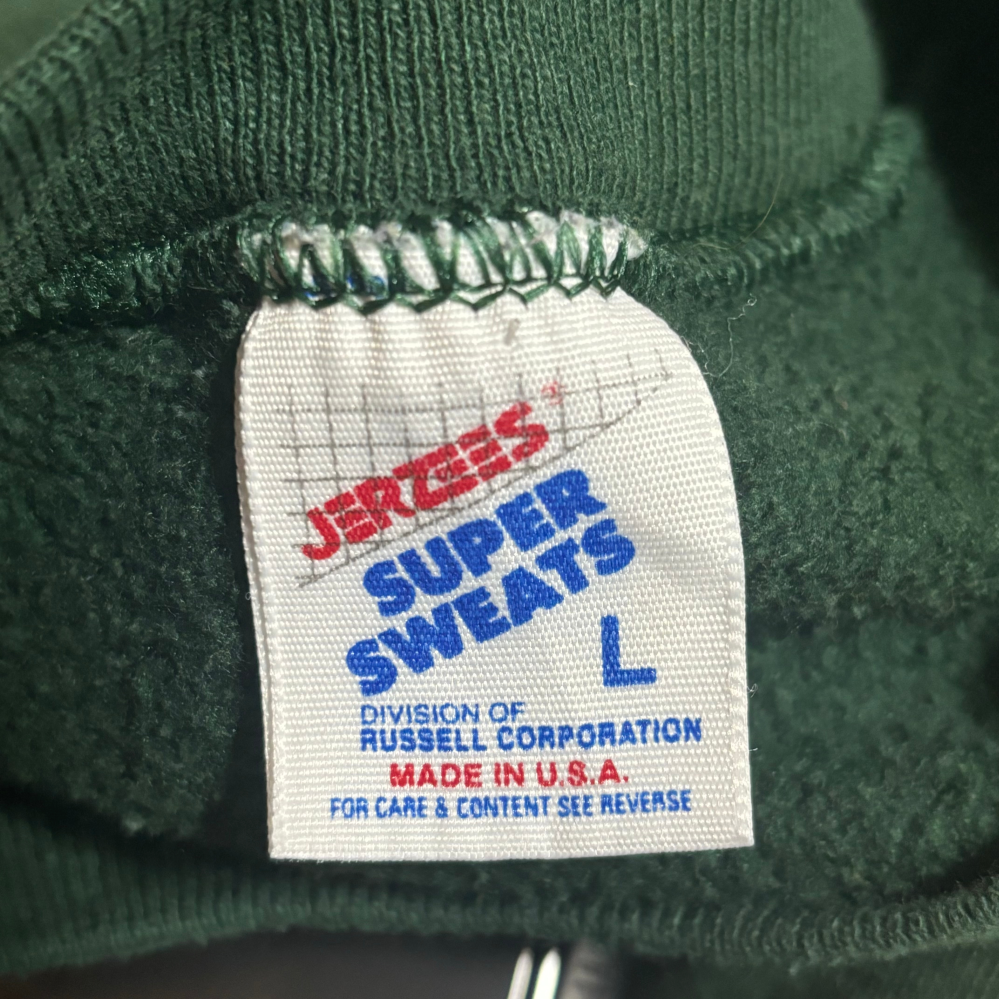 JERZEES®
SUPER
SWEATS
L
DIVISION OF
RUSSELL CORPORATION
MADE IN U.S.A.
FOR CARE & CONTENT SEE REVERSE